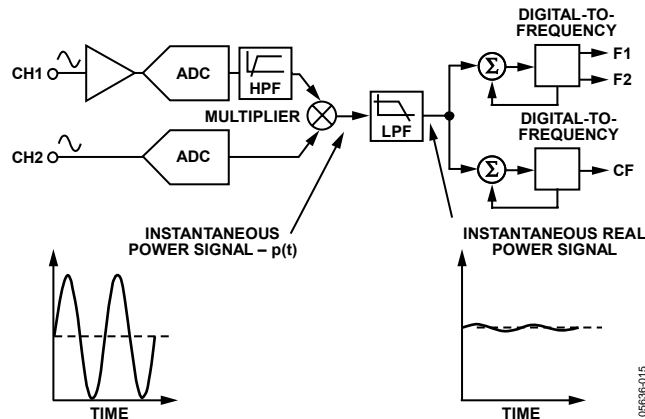 DIGITAL-TO-
FREQUENCY
CH1
ADC
HPF
Σ
F1
F2
MULTIPLIER
LPF
DIGITAL-TO-
FREQUENCY
CH2
ADC
Σ
CF
INSTANTANEOUS
POWER SIGNAL – p(t)
INSTANTANEOUS REAL
POWER SIGNAL
TIME
TIME
05636-015